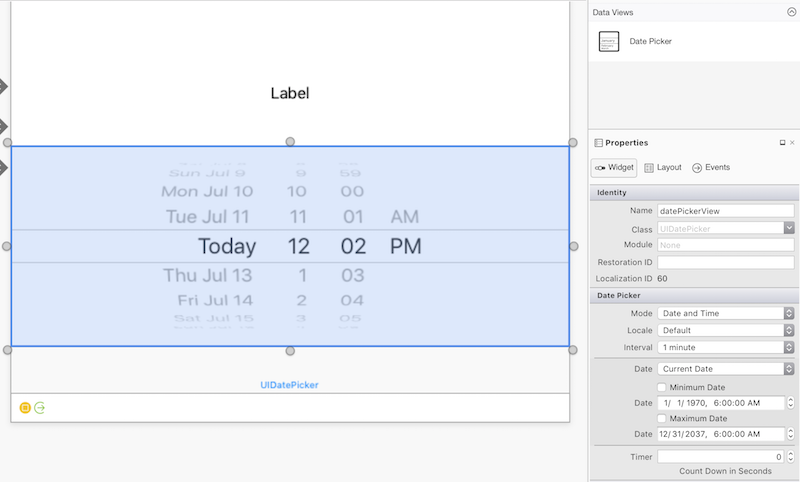 Label
Sun Jul 9 9 59
Mon Jul 10 10 00
Tue Jul 11 11 01 AM
Today 12 02 PM
Thu Jul 13 1 03
Fri Jul 14 2 04
Sat Jul 15 3 05
UIDatePicker
Data Views
Date Picker
Properties
Widget Layout Events
Identity
Name datePickerView
Class UIDatePicker
Module None
Restoration ID
Localization ID 60
Date Picker
Mode Date and Time
Locale Default
Interval 1 minute
Date Current Date
Minimum Date
Date 1/ 1/ 1970, 6:00:00 AM
Maximum Date
Date 12/31/2037, 6:00:00 AM
Timer 0
Count Down in Seconds